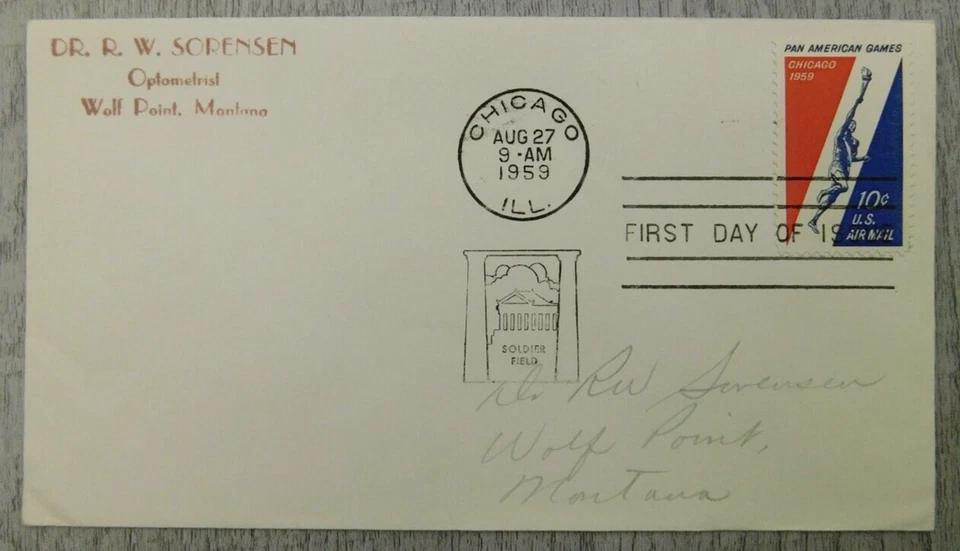 DR. R. W. SORENSEN
Optometrist
Wolf Point, Montana
CHICAGO
AUG 27
9-AM
1959
ILL.
PAN AMERICAN GAMES
CHICAGO
1959
10¢
U.S.
AIR MAIL
FIRST DAY OF IS
SOLDIER
FIELD
Dr RW Sorensen
Wolf Point,
Montana